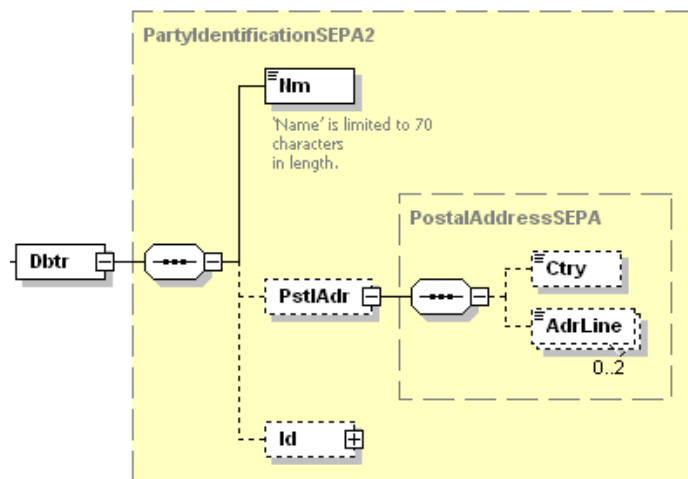 PartyIdentificationSEPA2
Nm
'Name' is limited to 70
characters
in length.
PostalAddressSEPA
Dbtr
Ctry
PstlAdr
AdrLine
0..2
Id